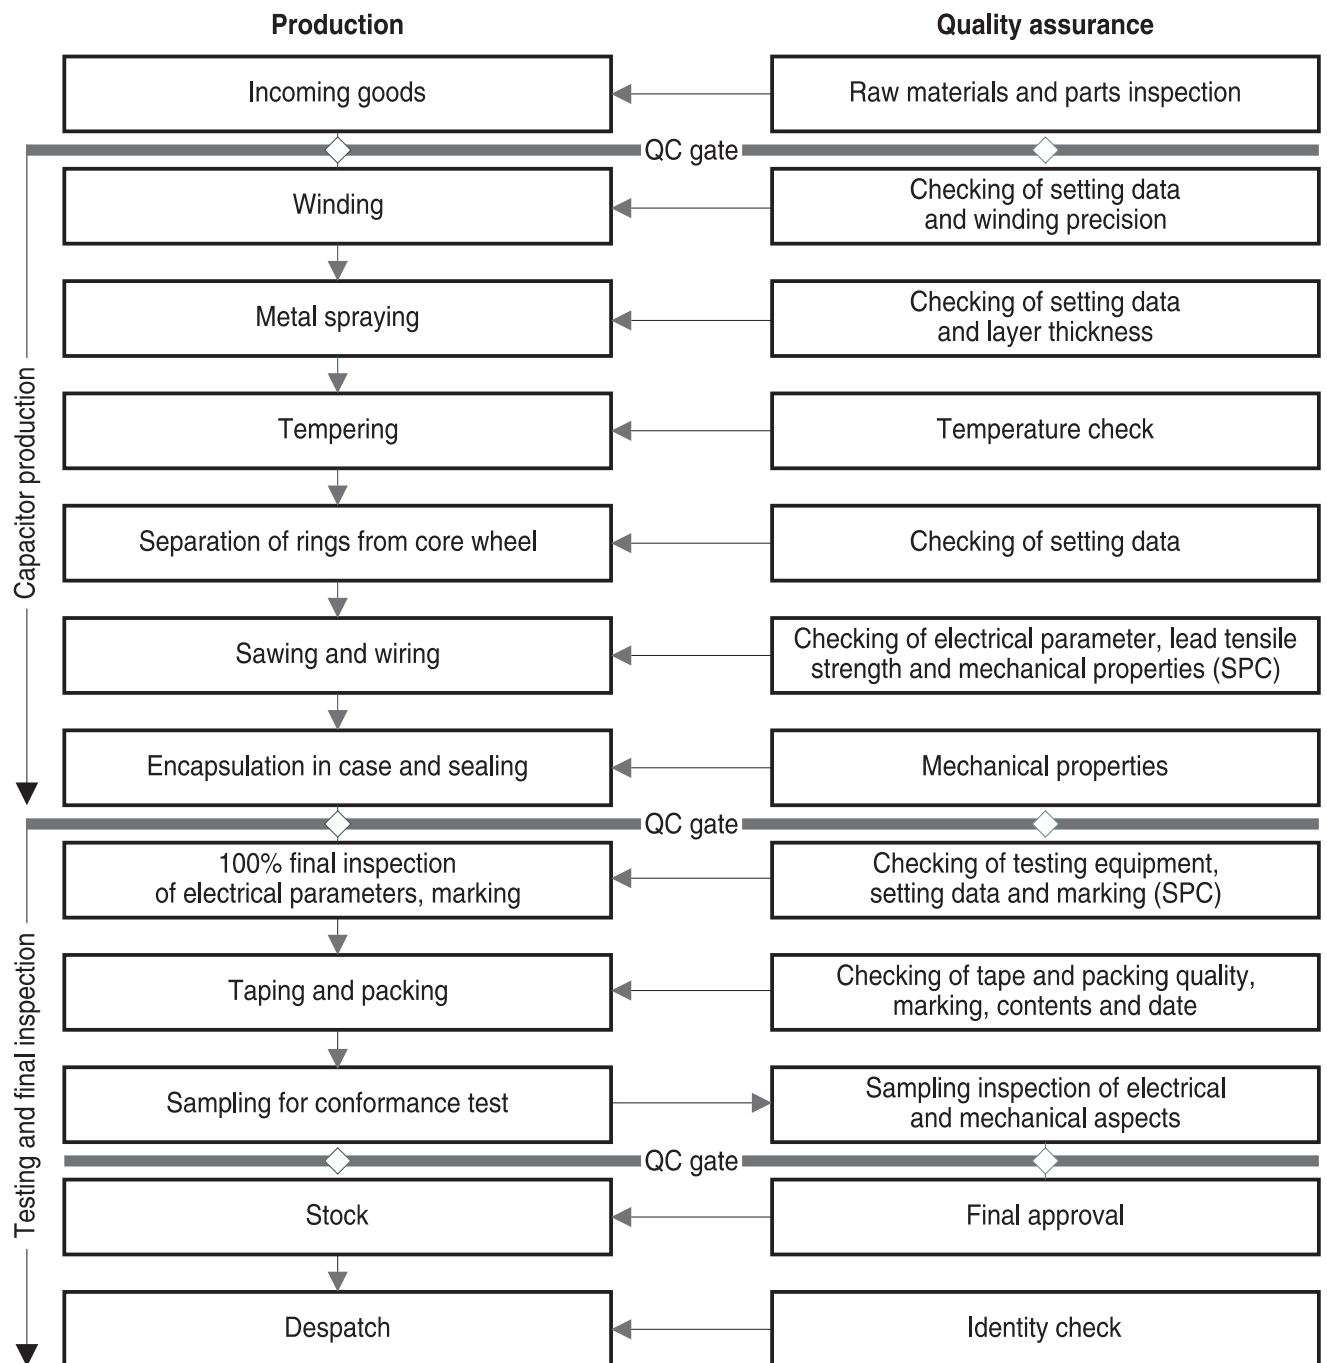 Production
Quality assurance
Incoming goods
Raw materials and parts inspection
QC gate
Winding
Checking of setting data
and winding precision
Metal spraying
Checking of setting data
and layer thickness
Tempering
Temperature check
Separation of rings from core wheel
Checking of setting data
Sawing and wiring
Checking of electrical parameter, lead tensile
strength and mechanical properties (SPC)
Encapsulation in case and sealing
Mechanical properties
Capacitor production
QC gate
100% final inspection
of electrical parameters, marking
Checking of testing equipment,
setting data and marking (SPC)
Taping and packing
Checking of tape and packing quality,
marking, contents and date
Sampling for conformance test
Sampling inspection of electrical
and mechanical aspects
QC gate
Stock
Final approval
Despatch
Identity check
Testing and final inspection